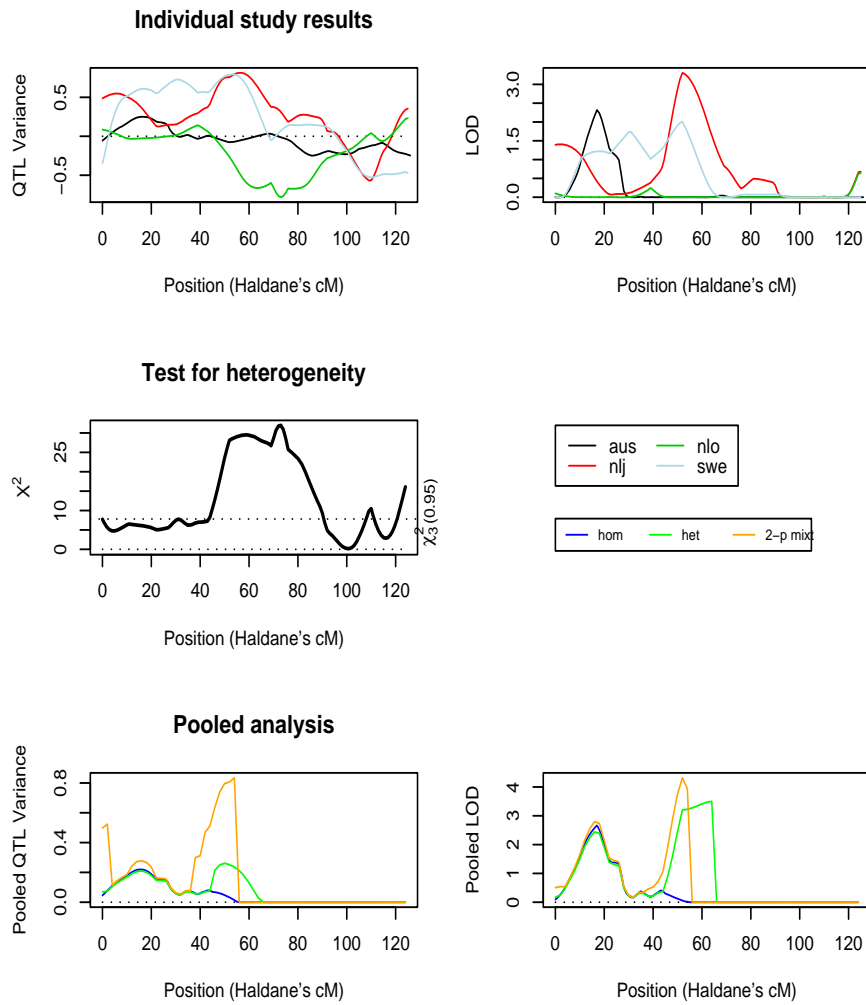 Individual study results
QTL Variance
0.5
−0.5
0 20 40 60 80 100 120
Position (Haldane's cM)
LOD
3.0
1.5
0.0
0 20 40 60 80 100 120
Position (Haldane's cM)
Test for heterogeneity
X²
25
10
0
χ²₃ (0.95)
0 20 40 60 80 100 120
Position (Haldane's cM)
aus nlo
nlj swe
hom het 2−p mixt
Pooled analysis
Pooled QTL Variance
0.8
0.4
0.0
0 20 40 60 80 100 120
Position (Haldane's cM)
Pooled LOD
4
3
2
1
0
0 20 40 60 80 100 120
Position (Haldane's cM)